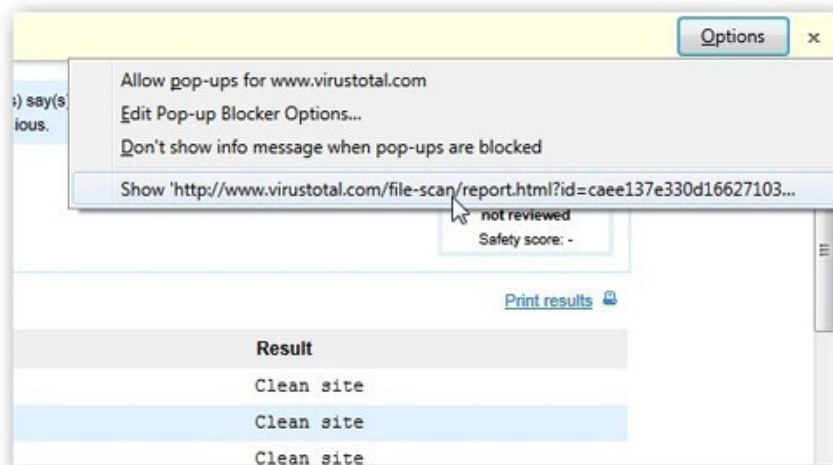 Options
Allow pop-ups for www.virustotal.com
s) say(s)
Edit Pop-up Blocker Options...
ious.
Don't show info message when pop-ups are blocked
Show 'http://www.virustotal.com/file-scan/report.html?id=caee137e330d16627103...
not reviewed
Safety score: -
Print results
Result
Clean site
Clean site
Clean site